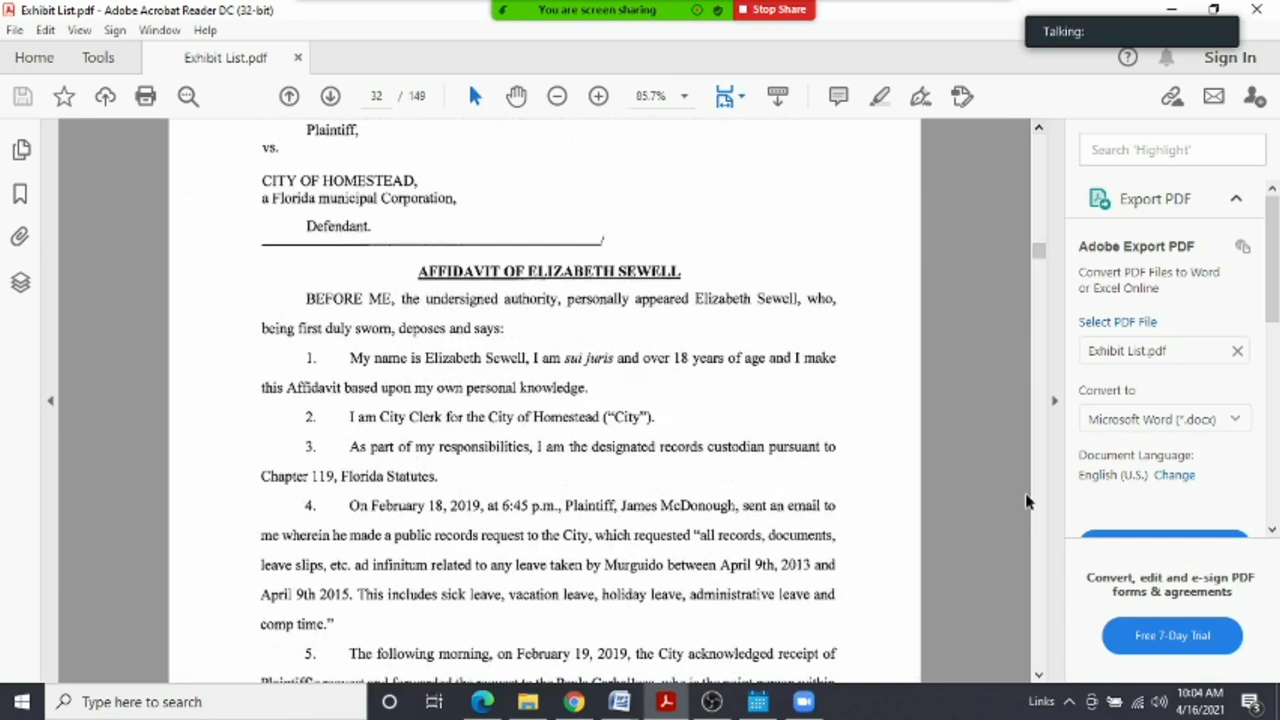 Exhibit List.pdf - Adobe Acrobat Reader DC (32-bit)
You are screen sharing
Stop Share
Talking:
File Edit View Sign Window Help
Home Tools Exhibit List.pdf
Sign In
32 / 149
85.7%
Plaintiff,
vs.
CITY OF HOMESTEAD,
a Florida municipal Corporation,
Defendant.
/
AFFIDAVIT OF ELIZABETH SEWELL
BEFORE ME, the undersigned authority, personally appeared Elizabeth Sewell, who,
being first duly sworn, deposes and says:
1. My name is Elizabeth Sewell, I am sui juris and over 18 years of age and I make
this Affidavit based upon my own personal knowledge.
2. I am City Clerk for the City of Homestead ("City").
3. As part of my responsibilities, I am the designated records custodian pursuant to
Chapter 119, Florida Statutes.
4. On February 18, 2019, at 6:45 p.m., Plaintiff, James McDonough, sent an email to
me wherein he made a public records request to the City, which requested "all records, documents,
leave slips, etc. ad infinitum related to any leave taken by Murguido between April 9th, 2013 and
April 9th 2015. This includes sick leave, vacation leave, holiday leave, administrative leave and
comp time."
5. The following morning, on February 19, 2019, the City acknowledged receipt of
Search 'Highlight'
Export PDF
Adobe Export PDF
Convert PDF Files to Word
or Excel Online
Select PDF File
Exhibit List.pdf
Convert to
Microsoft Word (*.docx)
Document Language:
English (U.S.) Change
Convert, edit and e-sign PDF
forms & agreements
Free 7-Day Trial
Type here to search
Links
10:04 AM
4/16/2021
3